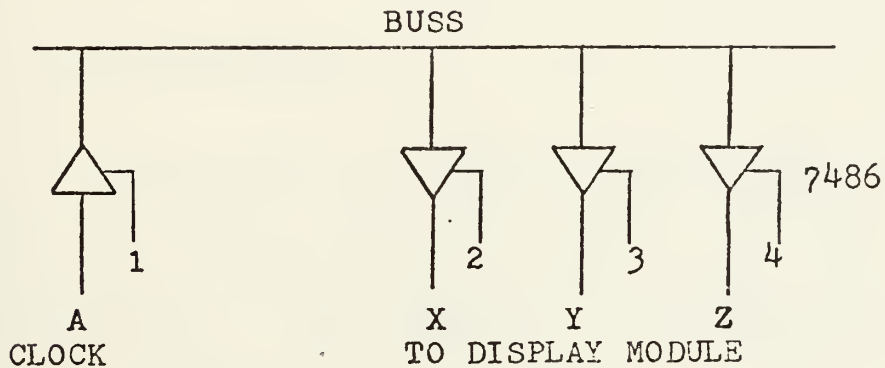 BUSS
7486
1 2 3 4
A X Y Z
CLOCK TO DISPLAY MODULE